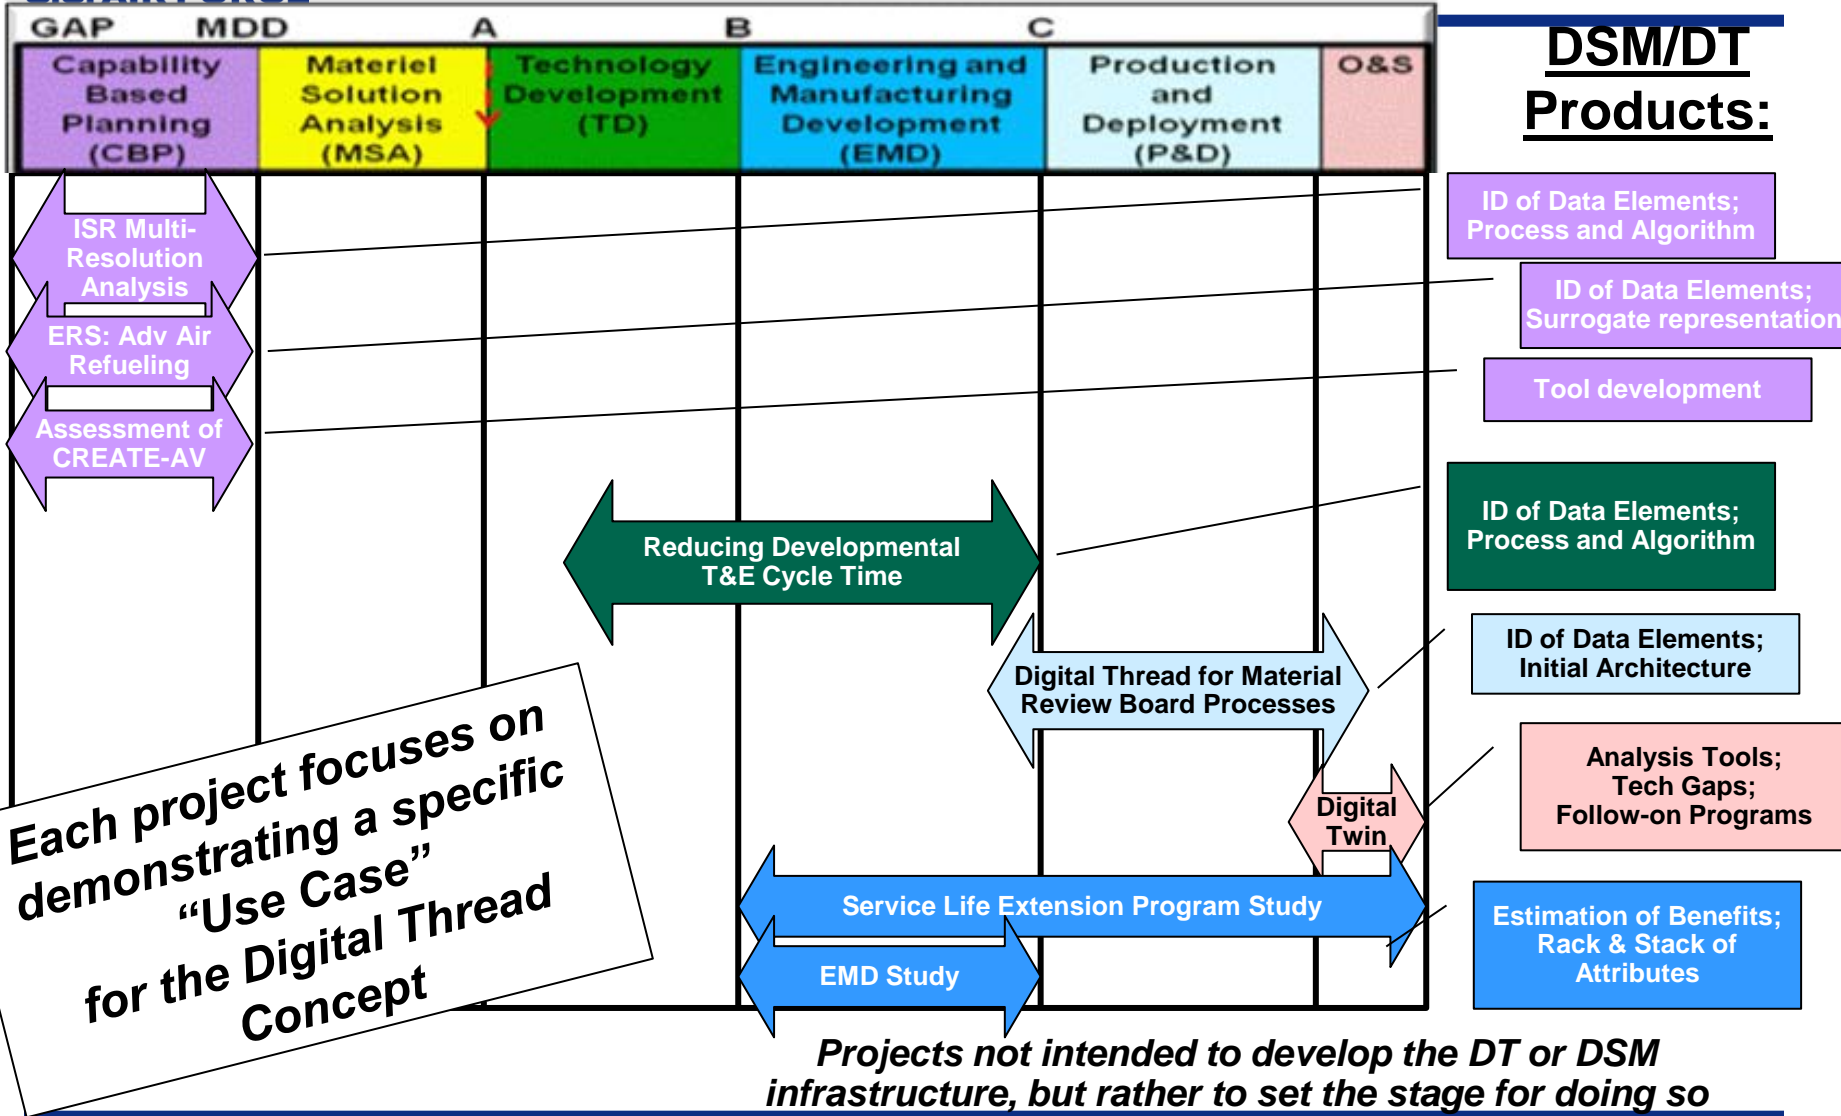 U.S. AIR FORCE
GAP MDD A B C
Capability
Based
Planning
(CBP)
Materiel
Solution
Analysis
(MSA)
Technology
Development
(TD)
Engineering and
Manufacturing
Development
(EMD)
Production
and
Deployment
(P&D)
O&S
DSM/DT
Products:
ISR Multi-
Resolution
Analysis
ERS: Adv Air
Refueling
Assessment of
CREATE-AV
ID of Data Elements;
Process and Algorithm
ID of Data Elements;
Surrogate representation
Tool development
Reducing Developmental
T&E Cycle Time
ID of Data Elements;
Process and Algorithm
Digital Thread for Material
Review Board Processes
ID of Data Elements;
Initial Architecture
Digital
Twin
Analysis Tools;
Tech Gaps;
Follow-on Programs
Service Life Extension Program Study
EMD Study
Estimation of Benefits;
Rack & Stack of
Attributes
Each project focuses on
demonstrating a specific
“Use Case”
for the Digital Thread
Concept
Projects not intended to develop the DT or DSM
infrastructure, but rather to set the stage for doing so